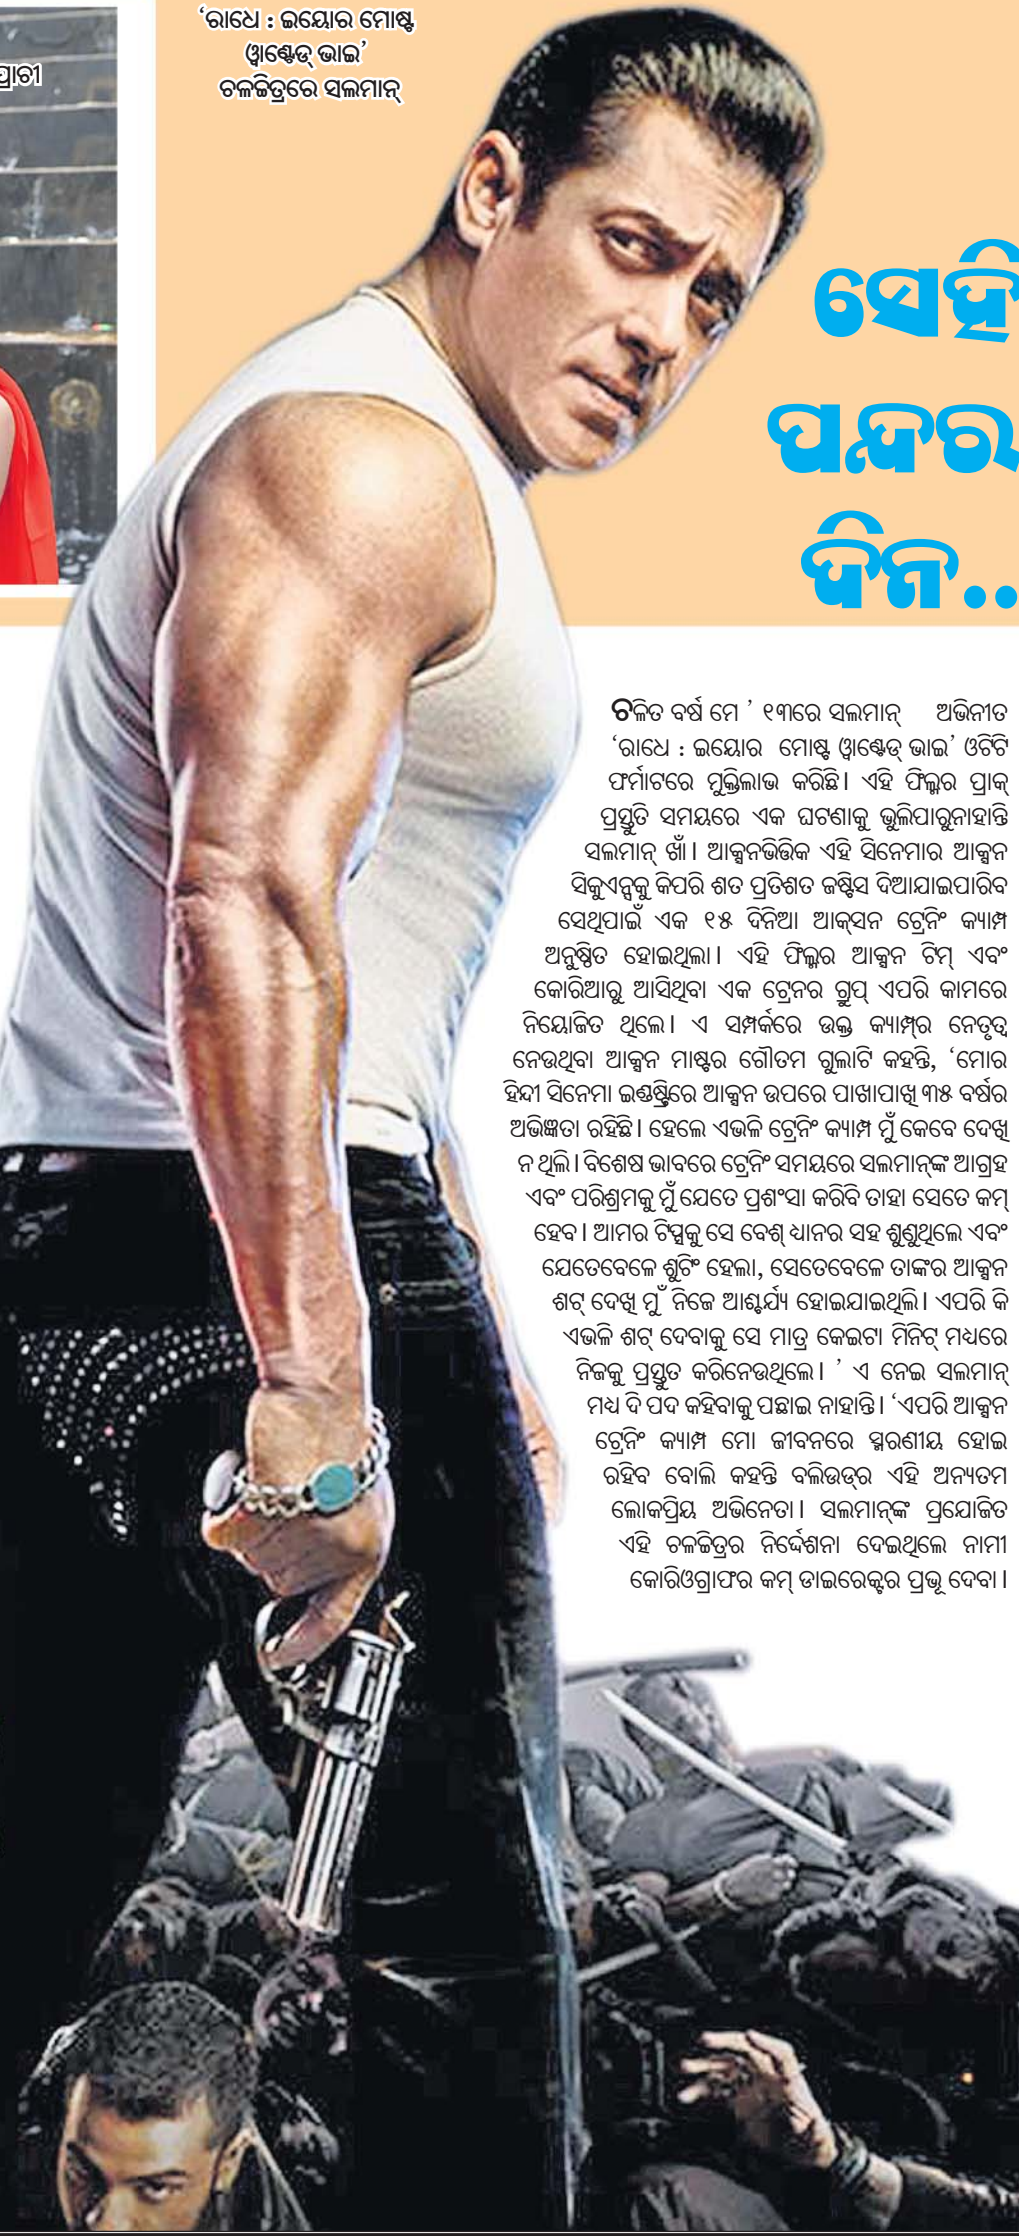 ‘ରାଧେ : ଇୟୋର ମୋଷ୍ଟ
ୱାଣ୍ଟେଡ୍ ଭାଇ’
ଚଳଚ୍ଚିତ୍ରରେ ସଲମାନ୍
ପ୍ରାଚୀ
ସେହି
ପନ୍ଦର
ଦିନ..
ଚଳିତ ବର୍ଷ ମେ ’ ୧୩ରେ ସଲମାନ୍ ଅଭିନୀତ
‘ରାଧେ : ଇୟୋର ମୋଷ୍ଟ ୱାଣ୍ଟେଡ୍ ଭାଇ’ ଓଟିଟି
ଫର୍ମାଟରେ ମୁକ୍ତିଲାଭ କରିଛି। ଏହି ଫିଲ୍ମର ପ୍ରାକ୍
ପ୍ରସ୍ତୁତି ସମୟରେ ଏକ ଘଟଣାକୁ ଭୁଲିପାରୁନାହାନ୍ତି
ସଲମାନ୍ ଖାଁ। ଆକ୍ସନଭିତ୍ତିକ ଏହି ସିନେମାର ଆକ୍ସନ
ସିକୁଏନ୍ସକୁ କିପରି ଶତ ପ୍ରତିଶତ ଜଷ୍ଟିସ ଦିଆଯାଇପାରିବ
ସେଥିପାଇଁ ଏକ ୧୫ ଦିନିଆ ଆକ୍‌ସନ ଟ୍ରେନିଂ କ୍ୟାମ୍ପ
ଅନୁଷ୍ଠିତ ହୋଇଥିଲା। ଏହି ଫିଲ୍ମର ଆକ୍ସନ ଟିମ୍ ଏବଂ
କୋରିଆରୁ ଆସିଥିବା ଏକ ଟ୍ରେନର ଗ୍ରୁପ୍ ଏପରି କାମରେ
ନିୟୋଜିତ ଥିଲେ। ଏ ସମ୍ପର୍କରେ ଉକ୍ତ କ୍ୟାମ୍ପ୍‌ର ନେତୃତ୍ୱ
ନେଉଥିବା ଆକ୍ସନ ମାଷ୍ଟର ଗୌତମ ଗୁଲାଟି କହନ୍ତି, ‘ମୋର
ହିନ୍ଦୀ ସିନେମା ଇଣ୍ଡଷ୍ଟ୍ରିରେ ଆକ୍ସନ ଉପରେ ପାଖାପାଖି ୩୫ ବର୍ଷର
ଅଭିଜ୍ଞତା ରହିଛି। ହେଲେ ଏଭଳି ଟ୍ରେନିଂ କ୍ୟାମ୍ପ ମୁଁ କେବେ ଦେଖି
ନ ଥିଲି। ବିଶେଷ ଭାବରେ ଟ୍ରେନିଂ ସମୟରେ ସଲମାନ୍‌ଙ୍କ ଆଗ୍ରହ
ଏବଂ ପରିଶ୍ରମକୁ ମୁଁ ଯେତେ ପ୍ରଶଂସା କରିବି ତାହା ସେତେ କମ୍
ହେବ। ଆମର ଟିପ୍ସକୁ ସେ ବେଶ୍ ଧ୍ୟାନର ସହ ଶୁଣୁଥିଲେ ଏବଂ
ଯେତେବେଳେ ଶୁଟିଂ ହେଲା, ସେତେବେଳେ ତାଙ୍କର ଆକ୍ସନ
ଶଟ୍ ଦେଖି ମୁଁ ନିଜେ ଆଶ୍ଚର୍ଯ୍ୟ ହୋଇଯାଇଥିଲି। ଏପରି କି
ଏଭଳି ଶଟ୍ ଦେବାକୁ ସେ ମାତ୍ର କେଇଟା ମିନିଟ୍ ମଧ୍ୟରେ
ନିଜକୁ ପ୍ରସ୍ତୁତ କରିନେଉଥିଲେ। ’ ଏ ନେଇ ସଲମାନ୍
ମଧ୍ୟ ଦି ପଦ କହିବାକୁ ପଛାଇ ନାହାନ୍ତି। ‘ଏପରି ଆକ୍ସନ
ଟ୍ରେନିଂ କ୍ୟାମ୍ପ ମୋ ଜୀବନରେ ସ୍ମରଣୀୟ ହୋଇ
ରହିବ ବୋଲି କହନ୍ତି ବଲିଉଡ୍‌ର ଏହି ଅନ୍ୟତମ
ଲୋକପ୍ରିୟ ଅଭିନେତା। ସଲମାନ୍‌ଙ୍କ ପ୍ରଯୋଜିତ
ଏହି ଚଳଚ୍ଚିତ୍ରର ନିର୍ଦ୍ଦେଶନା ଦେଇଥିଲେ ନାମୀ
କୋରିଓଗ୍ରାଫର କମ୍ ଡାଇରେକ୍ଟର ପ୍ରଭୂ ଦେବା।